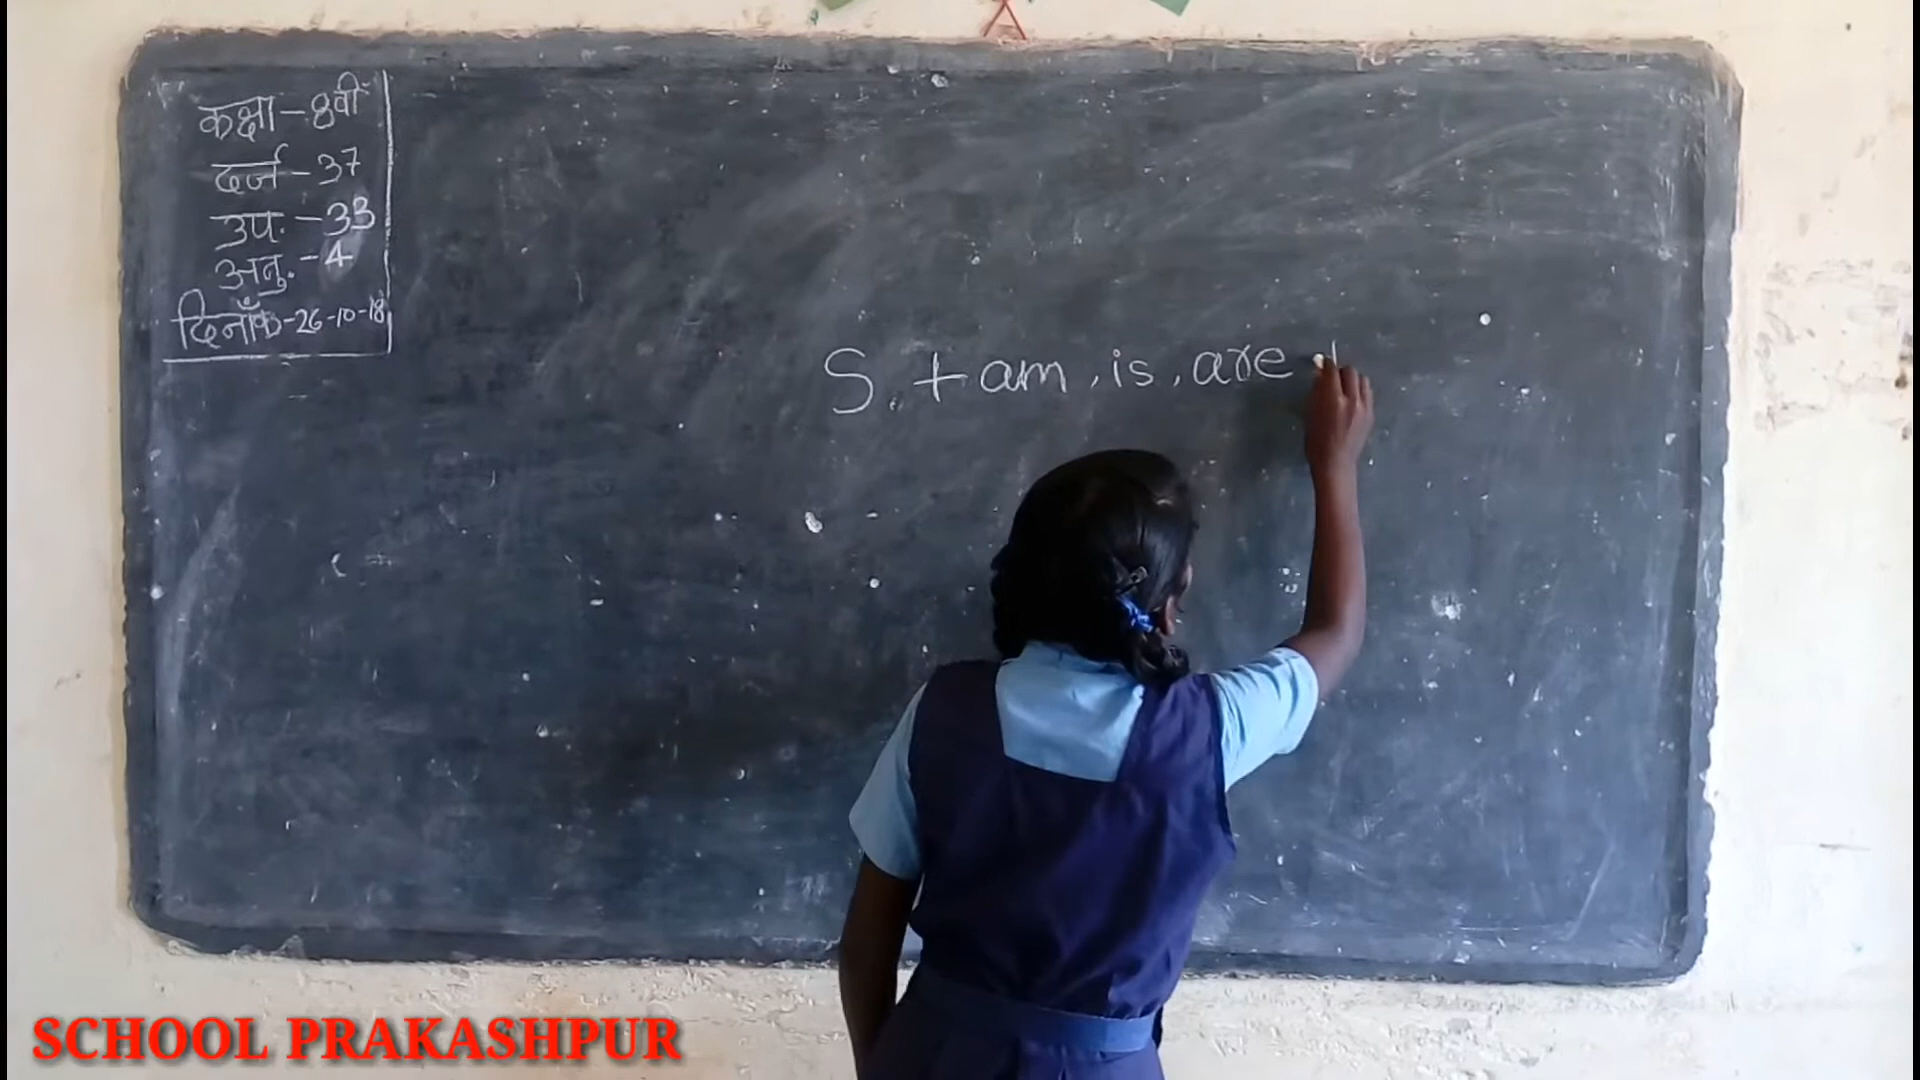 कक्षा - 8वीं
दर्ज - 37
उप. - 33
अनु. - 4
दिनाँक - 26-10-18
S. + am, is, are +
SCHOOL PRAKASHPUR